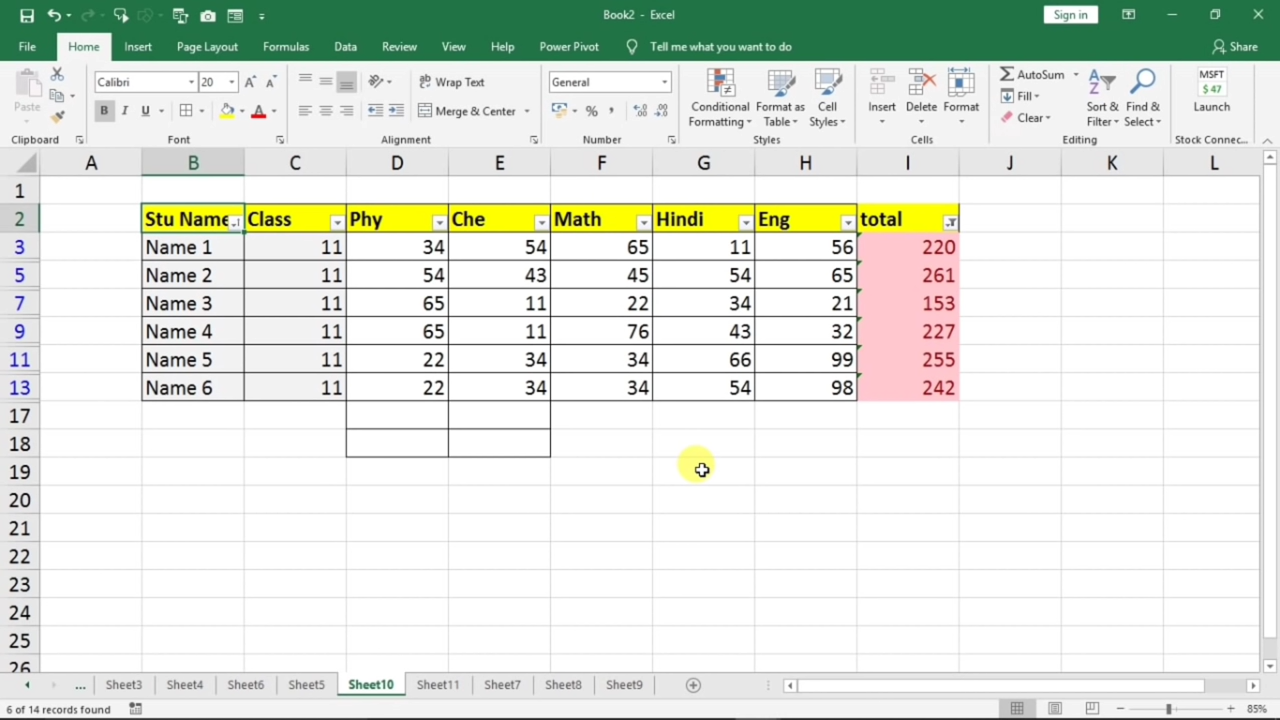 Book2 - Excel
Sign in
File Home Insert Page Layout Formulas Data Review View Help Power Pivot Tell me what you want to do Share
Paste
Calibri 20
Wrap Text
General
Conditional Formatting
Format as Table
Cell Styles
Insert
Delete
Format
AutoSum
Fill
Clear
Sort & Filter
Find & Select
MSFT
$ 47
Launch
B I U
Merge & Center
$ % ,
Clipboard Font Alignment Number Styles Cells Editing Stock Connec...
A B C D E F G H I J K L
1
2 Stu Name Class Phy Che Math Hindi Eng total
3 Name 1 11 34 54 65 11 56 220
5 Name 2 11 54 43 45 54 65 261
7 Name 3 11 65 11 22 34 21 153
9 Name 4 11 65 11 76 43 32 227
11 Name 5 11 22 34 34 66 99 255
13 Name 6 11 22 34 34 54 98 242
17
18
19
20
21
22
23
24
25
26
... Sheet3 Sheet4 Sheet6 Sheet5 Sheet10 Sheet11 Sheet7 Sheet8 Sheet9
6 of 14 records found 85%